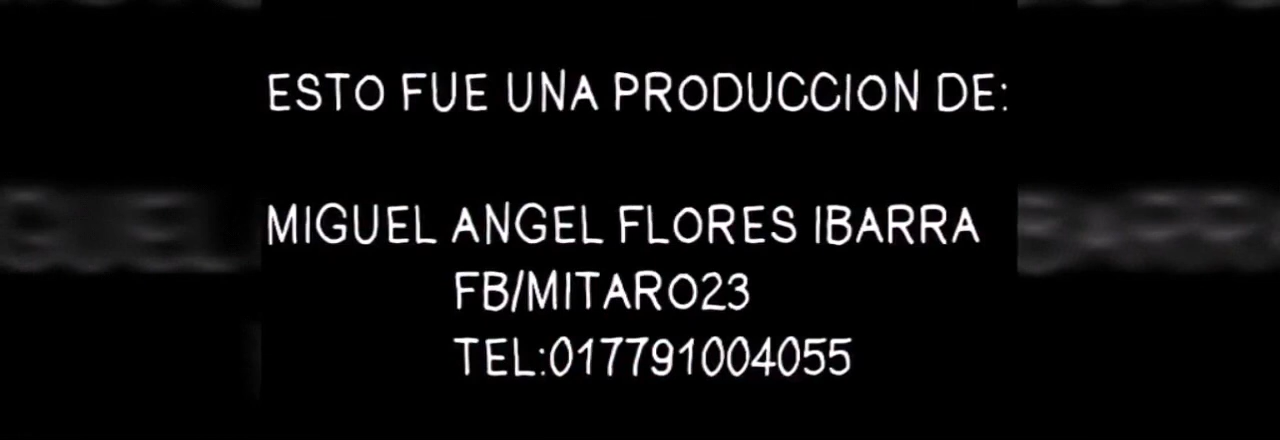 ESTO FUE UNA PRODUCCION DE:
MIGUEL ANGEL FLORES IBARRA
FB/MITARO23
TEL:017791004055